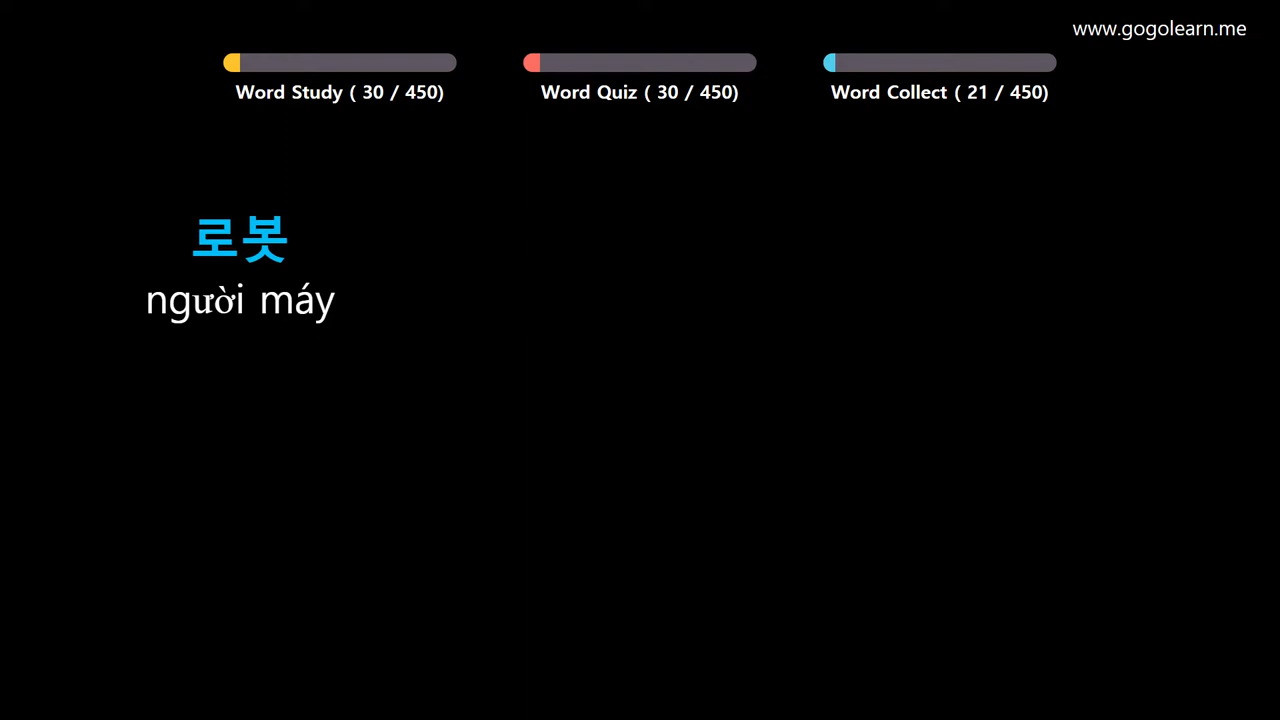 www.gogolearn.me
Word Study ( 30 / 450)
Word Quiz ( 30 / 450)
Word Collect ( 21 / 450)
로봇
người máy